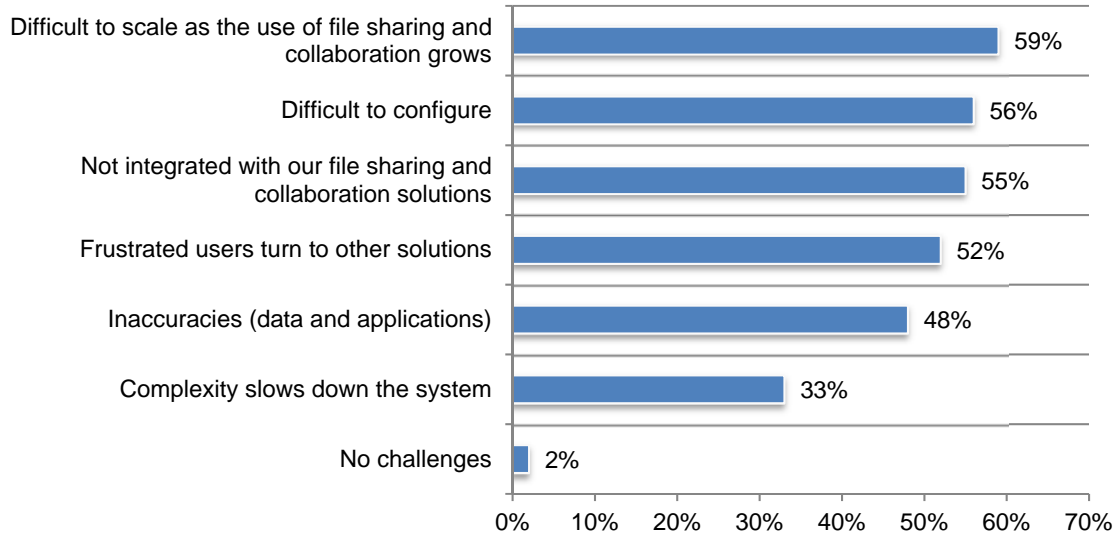 Difficult to scale as the use of file sharing and
collaboration grows
59%
Difficult to configure
56%
Not integrated with our file sharing and
collaboration solutions
55%
Frustrated users turn to other solutions
52%
Inaccuracies (data and applications)
48%
Complexity slows down the system
33%
No challenges
2%
0% 10% 20% 30% 40% 50% 60% 70%